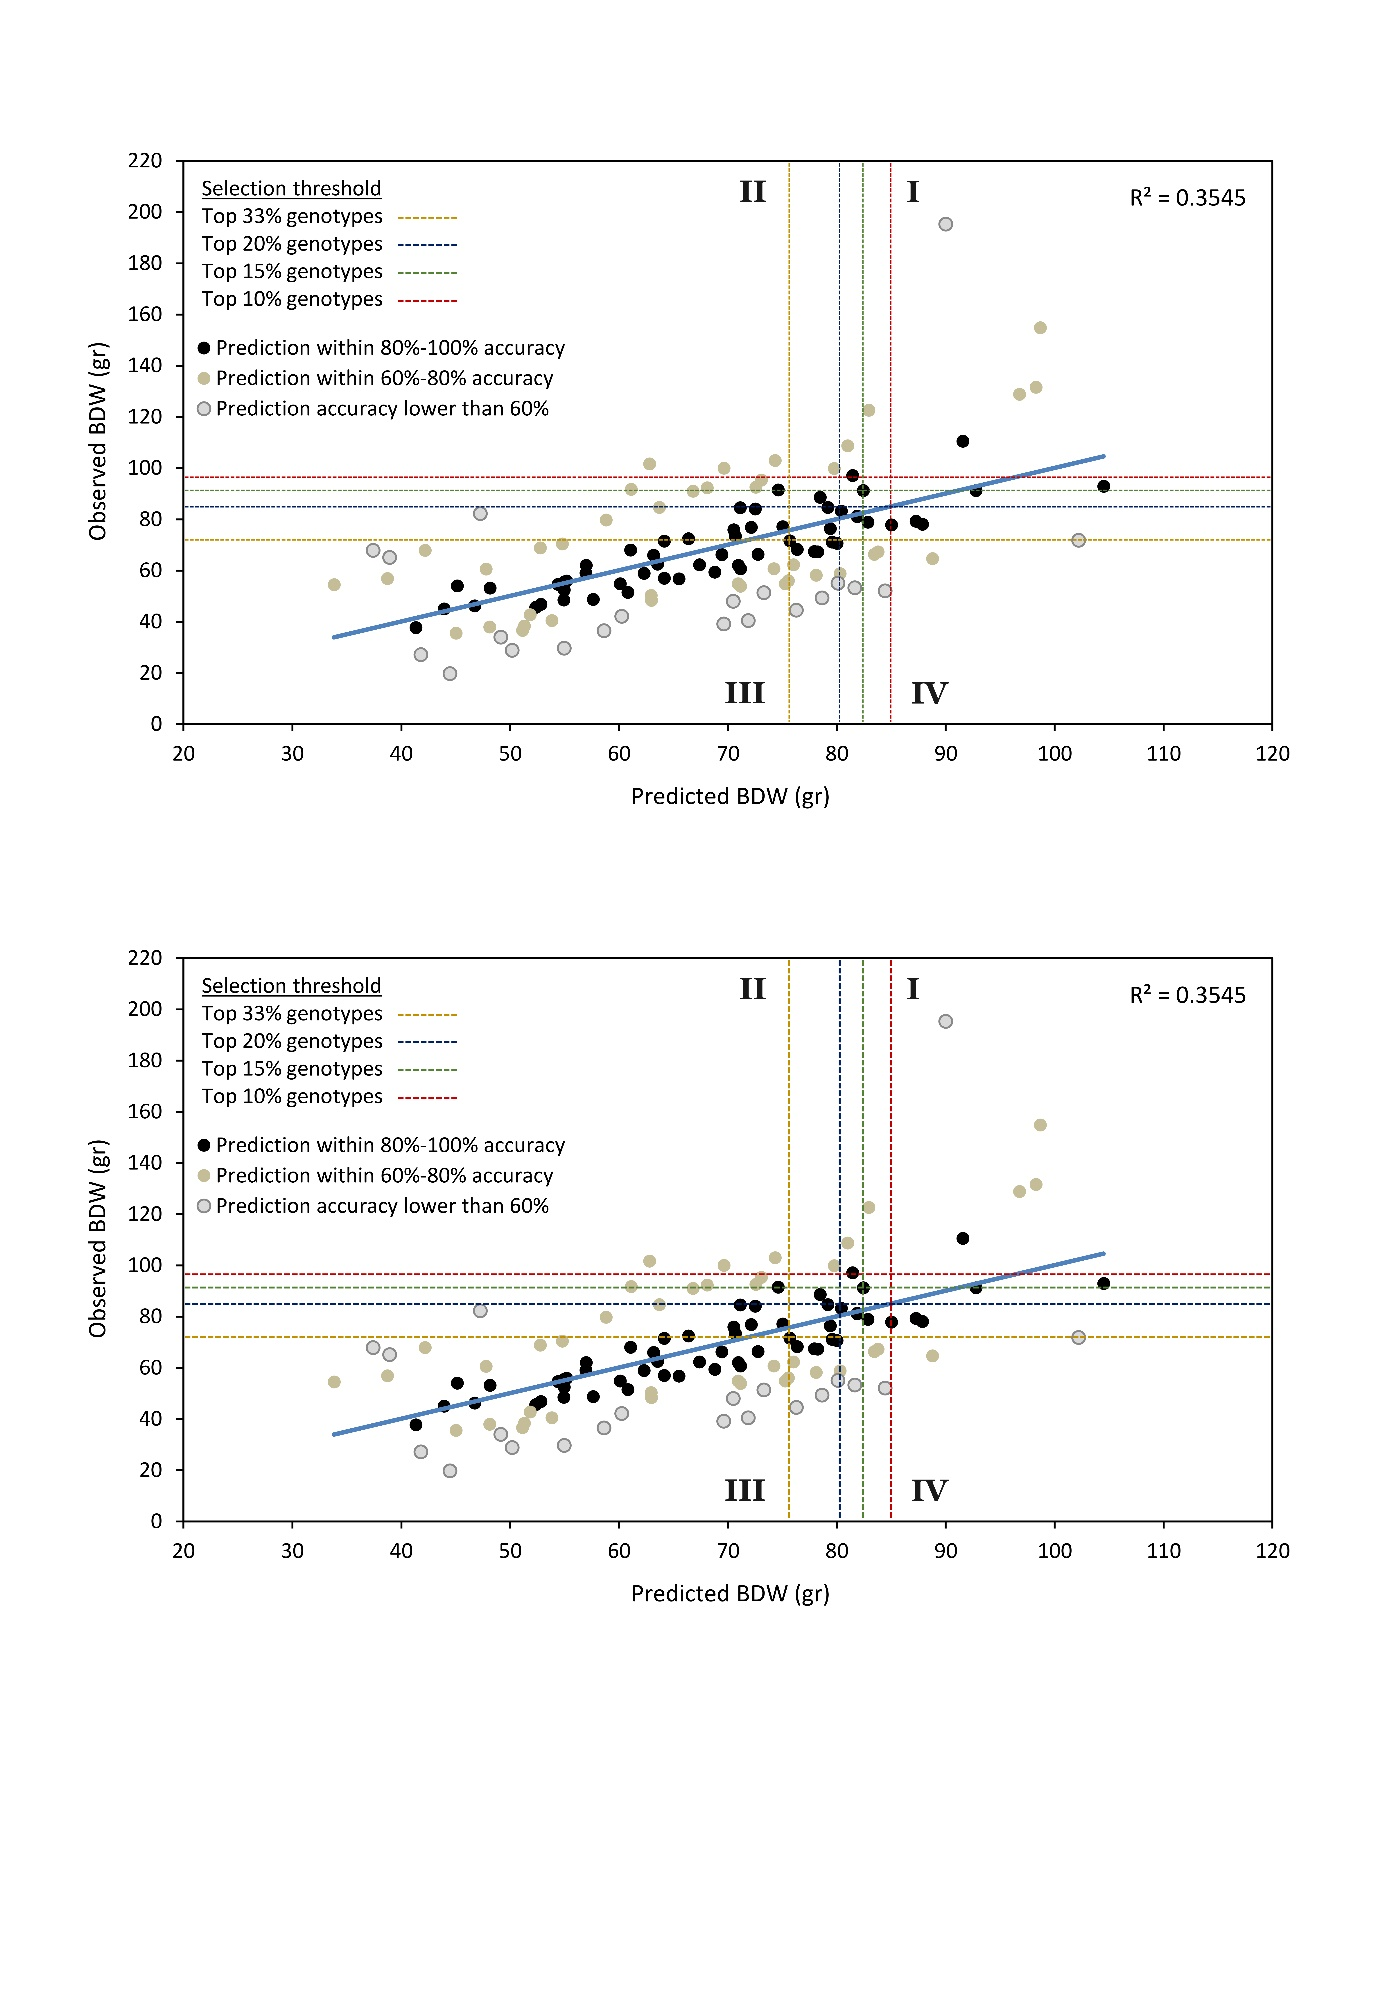 220
200
180
160
140
120
100
80
60
40
20
0
Observed BDW (gr)
Selection threshold
Top 33% genotypes
Top 20% genotypes
Top 15% genotypes
Top 10% genotypes
Prediction within 80%-100% accuracy
Prediction within 60%-80% accuracy
Prediction accuracy lower than 60%
II
I
R² = 0.3545
III
IV
20 30 40 50 60 70 80 90 100 110 120
Predicted BDW (gr)
220
200
180
160
140
120
100
80
60
40
20
0
Observed BDW (gr)
Selection threshold
Top 33% genotypes
Top 20% genotypes
Top 15% genotypes
Top 10% genotypes
Prediction within 80%-100% accuracy
Prediction within 60%-80% accuracy
Prediction accuracy lower than 60%
II
I
R² = 0.3545
III
IV
20 30 40 50 60 70 80 90 100 110 120
Predicted BDW (gr)